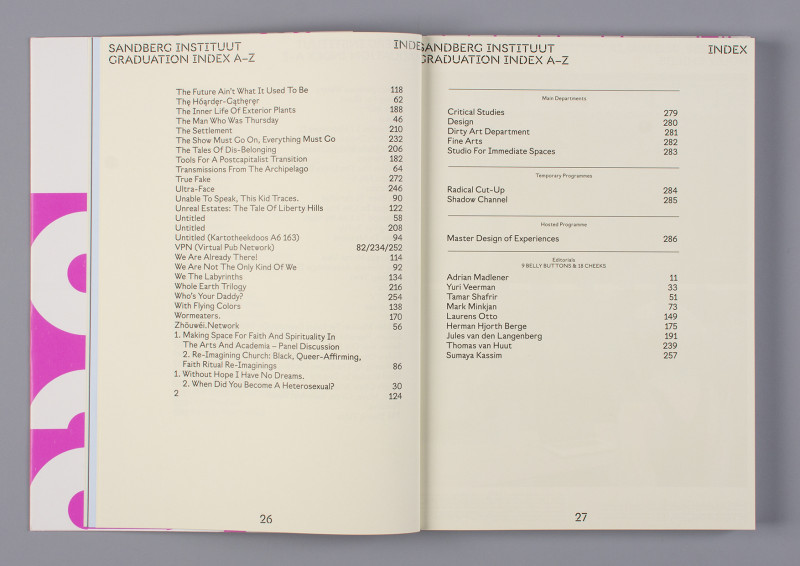 SANDBERG INSTITUUT
GRADUATION INDEX A–Z
INDE
The Future Ain't What It Used To Be 118
The Hōąrdęr-Gąthęręr 62
The Inner Life Of Exterior Plants 188
The Man Who Was Thursday 46
The Settlement 210
The Show Must Go On, Everything Must Go 232
The Tales Of Dis-Belonging 206
Tools For A Postcapitalist Transition 182
Transmissions From The Archipelago 64
True Fake 272
Ultra-Face 246
Unable To Speak, This Kid Traces. 90
Unreal Estates: The Tale Of Liberty Hills 122
Untitled 58
Untitled 208
Untitled (Kartotheekdoos A6 163) 94
VPN (Virtual Pub Network) 82/234/252
We Are Already There! 114
We Are Not The Only Kind Of We 92
We The Labyrinths 134
Whole Earth Trilogy 216
Who's Your Daddy? 254
With Flying Colors 138
Wormeaters. 170
Zhōuwéi.Network 56
1. Making Space For Faith And Spirituality In
The Arts And Academia – Panel Discussion
2. Re-Imagining Church: Black, Queer-Affirming,
Faith Ritual Re-Imaginings 86
1. Without Hope I Have No Dreams.
2. When Did You Become A Heterosexual? 30
2 124
26
SANDBERG INSTITUUT
GRADUATION INDEX A–Z
INDEX
Main Departments
Critical Studies 279
Design 280
Dirty Art Department 281
Fine Arts 282
Studio For Immediate Spaces 283
Temporary Programmes
Radical Cut-Up 284
Shadow Channel 285
Hosted Programme
Master Design of Experiences 286
Editorials
9 BELLY BUTTONS & 18 CHEEKS
Adrian Madlener 11
Yuri Veerman 33
Tamar Shafrir 51
Mark Minkjan 73
Laurens Otto 149
Herman Hjorth Berge 175
Jules van den Langenberg 191
Thomas van Huut 239
Sumaya Kassim 257
27